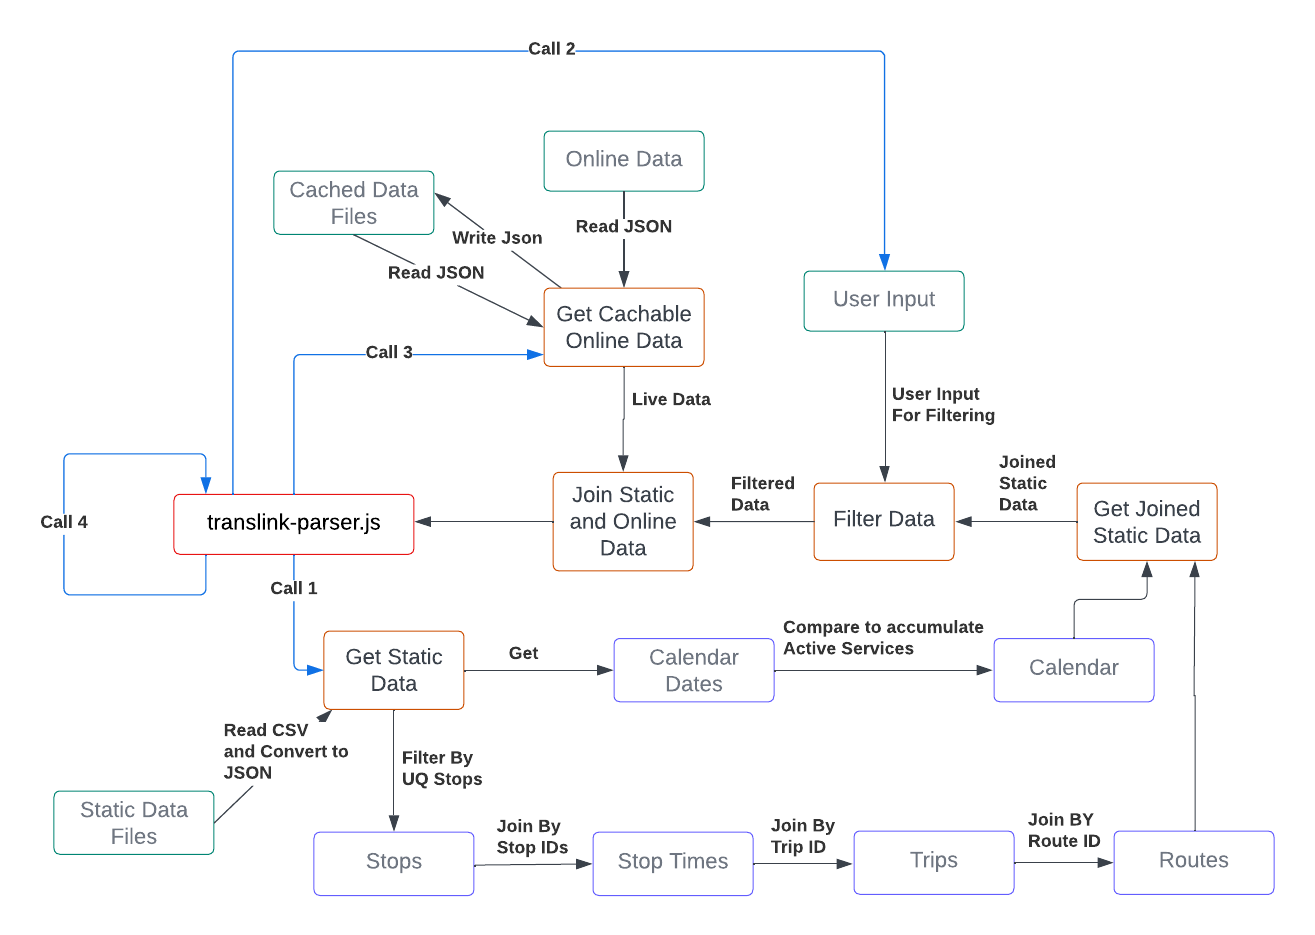 Call 2
Online Data
Cached Data
Files
Read JSON
Write Json
Read JSON
User Input
Get Cachable
Online Data
Call 3
Live Data
User Input
For Filtering
Joined
Static
Data
Filtered
Data
Call 4
translink-parser.js
Join Static
and Online
Data
Filter Data
Get Joined
Static Data
Call 1
Get Static
Data
Get
Calendar
Dates
Compare to accumulate
Active Services
Calendar
Read CSV
and Convert to
JSON
Filter By
UQ Stops
Static Data
Files
Stops
Join By
Stop IDs
Stop Times
Join By
Trip ID
Trips
Join BY
Route ID
Routes